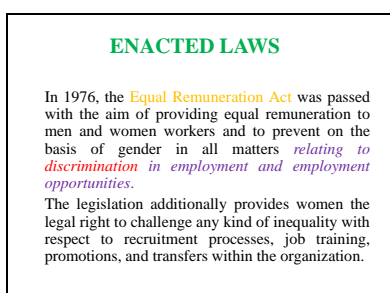 ENACTED LAWS
In 1976, the Equal Remuneration Act was passed
with the aim of providing equal remuneration to
men and women workers and to prevent on the
basis of gender in all matters relating to
discrimination in employment and employment
opportunities.
The legislation additionally provides women the
legal right to challenge any kind of inequality with
respect to recruitment processes, job training,
promotions, and transfers within the organization.